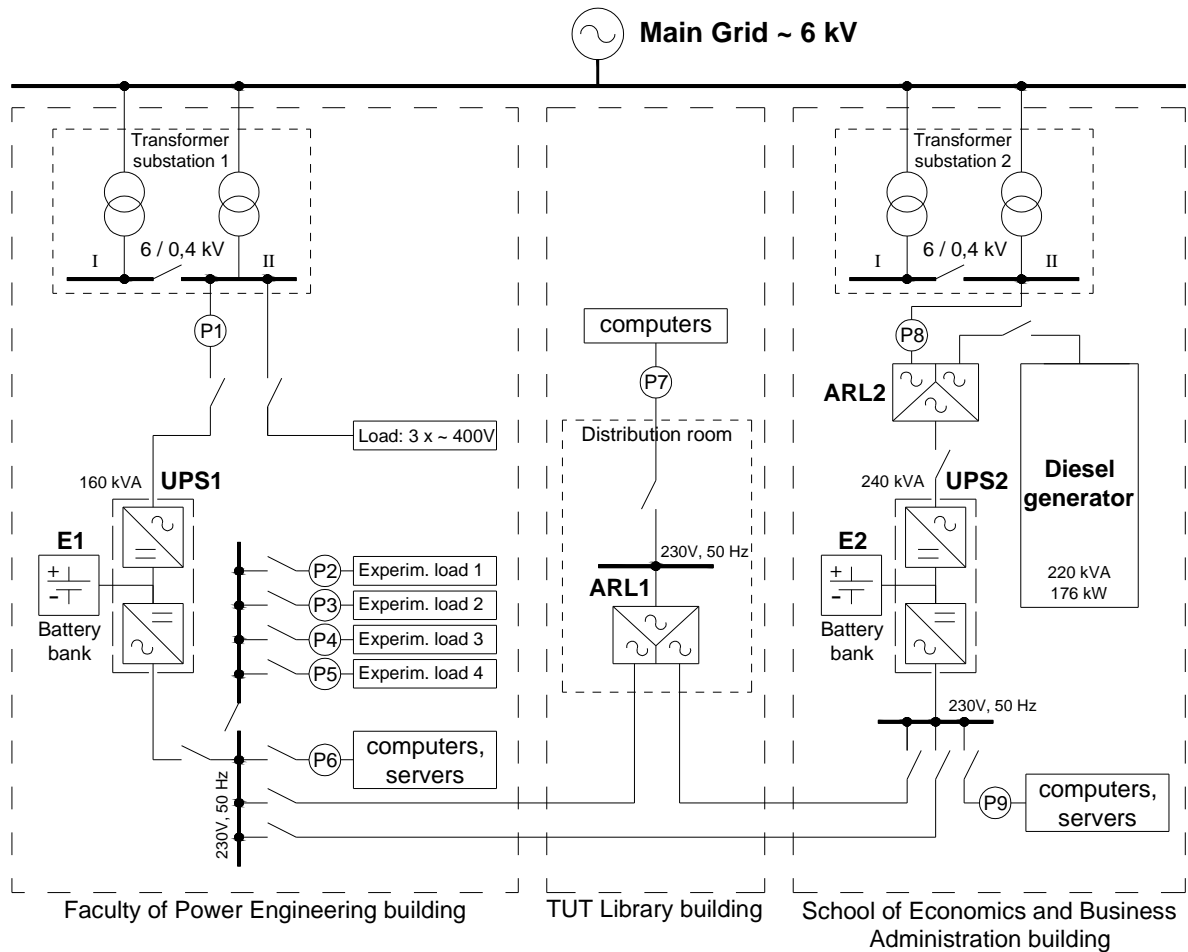 Main Grid ~ 6 kV
Transformer
substation 1
6 / 0,4 kV
I
II
P1
Load: 3 x ~ 400V
160 kVA
UPS1
E1
+
-
Battery
bank
P2
Experim. load 1
P3
Experim. load 2
P4
Experim. load 3
P5
Experim. load 4
P6
computers,
servers
230V, 50 Hz
Faculty of Power Engineering building
computers
P7
Distribution room
230V, 50 Hz
ARL1
TUT Library building
Transformer
substation 2
6 / 0,4 kV
I
II
P8
ARL2
Diesel
generator
220 kVA
176 kW
240 kVA
UPS2
E2
+
-
Battery
bank
230V, 50 Hz
P9
computers,
servers
School of Economics and Business
Administration building